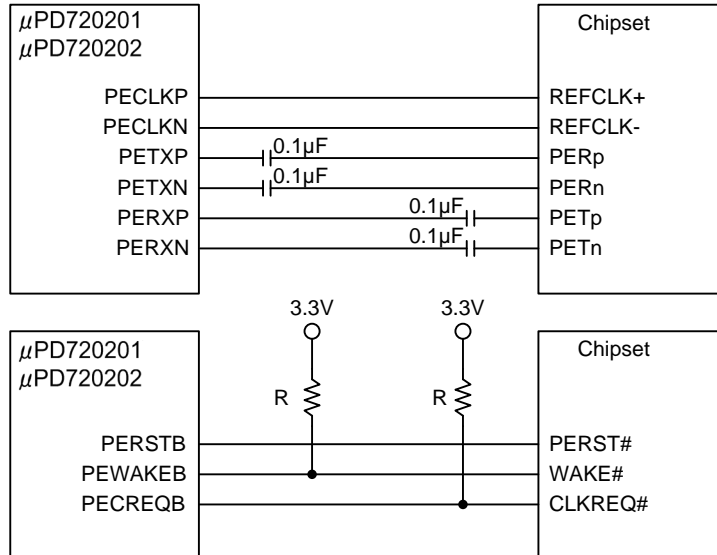 μPD720201
μPD720202
Chipset
PECLKP
REFCLK+
PECLKN
REFCLK-
PETXP
0.1μF
PERp
PETXN
0.1μF
PERn
PERXP
0.1μF
PETp
PERXN
0.1μF
PETn
3.3V
3.3V
μPD720201
μPD720202
Chipset
R
R
PERSTB
PERST#
PEWAKEB
WAKE#
PECREQB
CLKREQ#